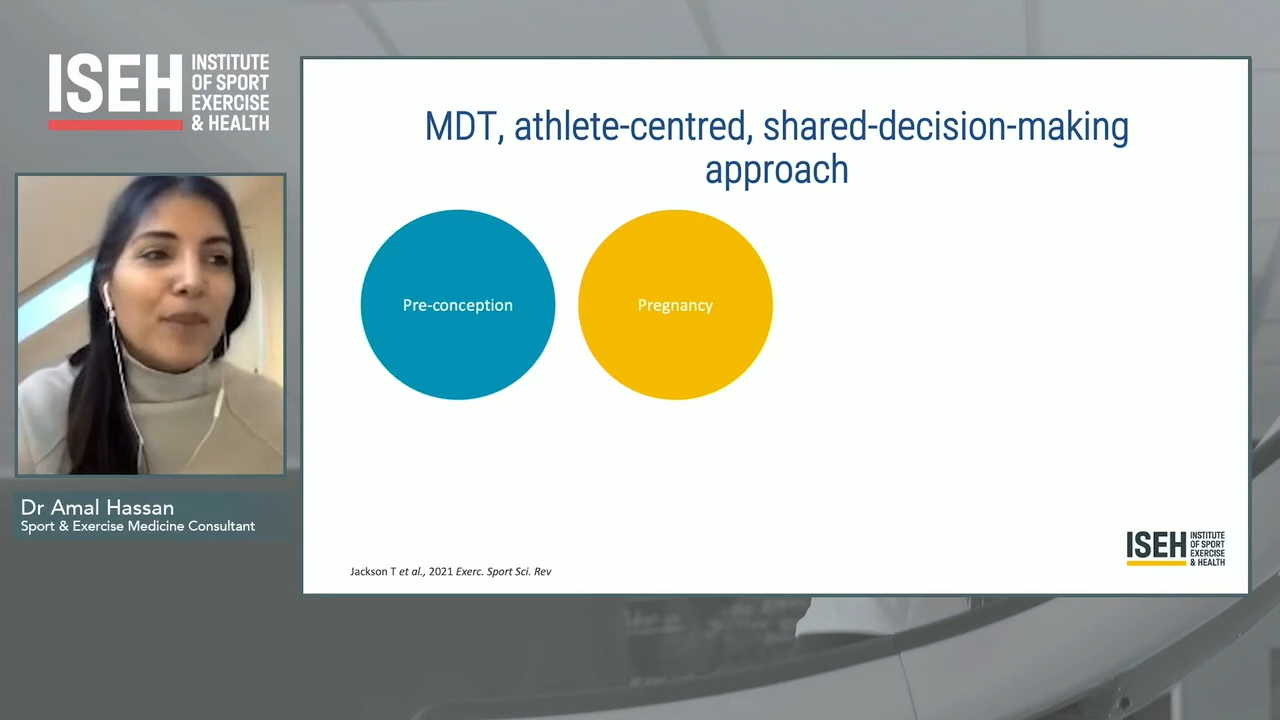 ISEH
INSTITUTE
OF SPORT
EXERCISE
& HEALTH
Dr Amal Hassan
Sport & Exercise Medicine Consultant
MDT, athlete-centred, shared-decision-making
approach
Pre-conception
Pregnancy
Jackson T et al., 2021 Exerc. Sport Sci. Rev
ISEH
INSTITUTE
OF SPORT
EXERCISE
& HEALTH